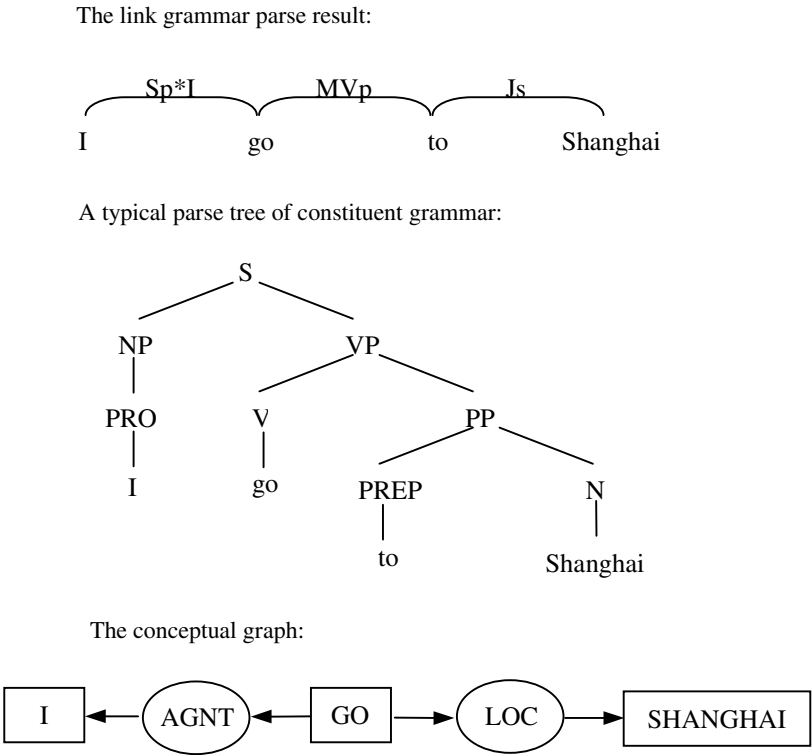 The link grammar parse result:
Sp*I MVp Js
I go to Shanghai
A typical parse tree of constituent grammar:
S
NP VP
PRO V PP
I go PREP N
to Shanghai
The conceptual graph:
I AGNT GO LOC SHANGHAI